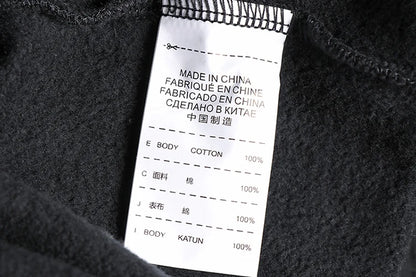 MADE IN CHINA
FABRIQUÉ EN CHINE
FABRICADO EN CHINA
СДЕЛАНО В КИТАЕ
中国制造
E BODY COTTON 100%
C 面料 棉 100%
J 表布 綿 100%
I BODY KATUN 100%